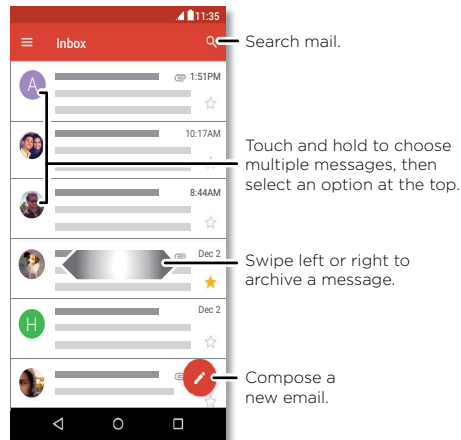 11:35
Inbox
Search mail.
A
1:51PM
10:17AM
Touch and hold to choose
multiple messages, then
select an option at the top.
8:44AM
Dec 2
Swipe left or right to
archive a message.
Dec 2
H
Compose a
new email.